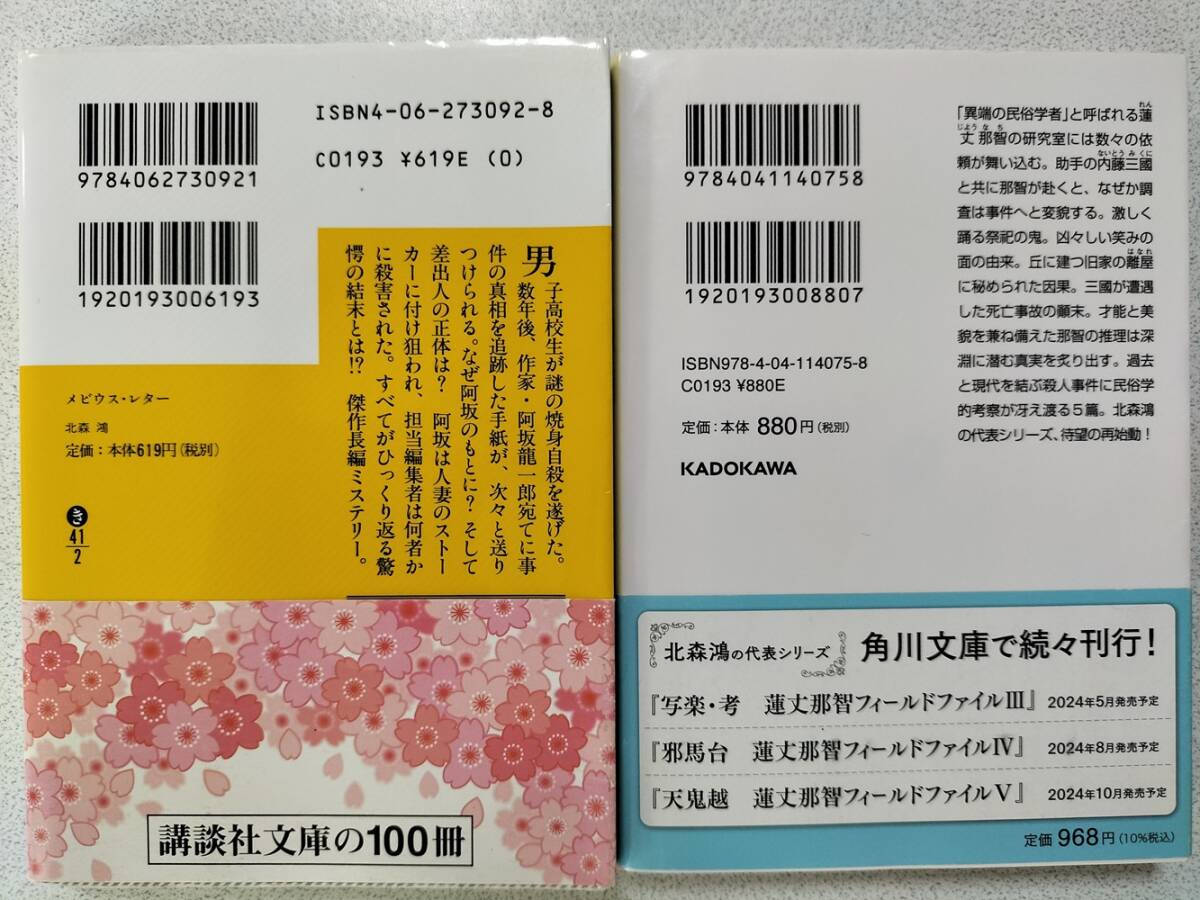 ISBN4-06-273092-8
C0193 ¥619E (0)
9784062730921
1920193006193
男子高校生が謎の焼身自殺を遂げた。
数年後、作家・阿坂龍一郎宛てに事
件の真相を追跡した手紙が、次々と送り
つけられる。なぜ阿坂のもとに？ そして
差出人の正体は？ 阿坂は人妻のストー
カーに付け狙われ、担当編集者は何者か
に殺害された。すべてがひっくり返る驚
愕の結末とは!? 傑作長編ミステリー。
メビウス・レター
北森 鴻
定価：本体619円（税別）
き
41
2
講談社文庫の100冊
9784041140758
1920193008807
ISBN978-4-04-114075-8
C0193 ¥880E
定価：本体 880円（税別）
KADOKAWA
れん
「異端の民俗学者」と呼ばれる蓮
じようなち
丈那智の研究室には数々の依
ないとうみくに
頼が舞い込む。助手の内藤三國
と共に那智が赴くと、なぜか調
査は事件へと変貌する。激しく
踊る祭祀の鬼。凶々しい笑みの
はなれ
面の由来。丘に建つ旧家の離屋
に秘められた因果。三國が遭遇
した死亡事故の顛末。才能と美
貌を兼ね備えた那智の推理は深
淵に潜む真実を炙り出す。過去
と現代を結ぶ殺人事件に民俗学
的考察が冴え渡る5篇。北森鴻
の代表シリーズ、待望の再始動！
北森鴻の代表シリーズ 角川文庫で続々刊行！
『写楽・考 蓮丈那智フィールドファイルⅢ』 2024年5月発売予定
『邪馬台 蓮丈那智フィールドファイルⅣ』 2024年8月発売予定
『天鬼越 蓮丈那智フィールドファイルⅤ』 2024年10月発売予定
定価 968円（10%税込）